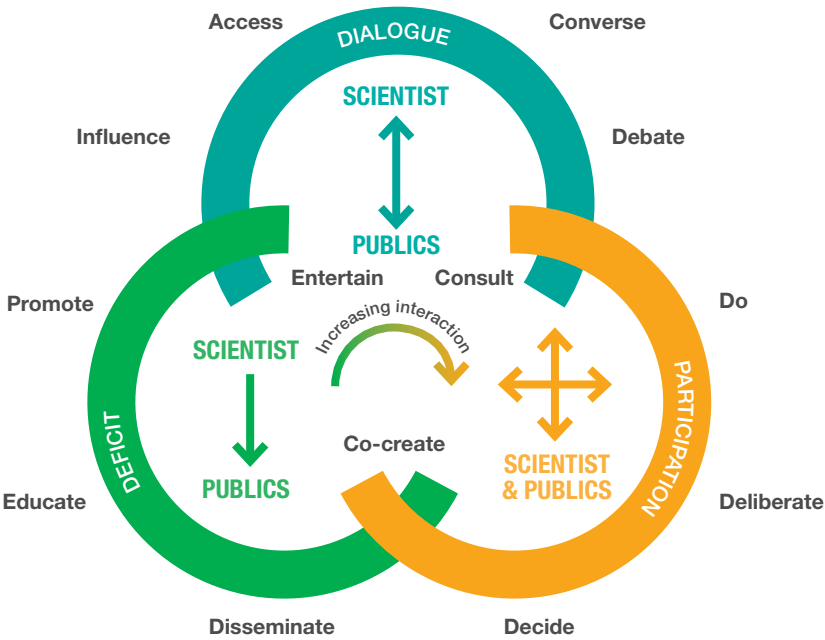 Access
Converse
DIALOGUE
SCIENTIST
Influence
Debate
PUBLICS
Entertain
Consult
Promote
Do
Increasing interaction
SCIENTIST
PARTICIPATION
DEFICIT
Co-create
SCIENTIST
& PUBLICS
PUBLICS
Educate
Deliberate
Disseminate
Decide